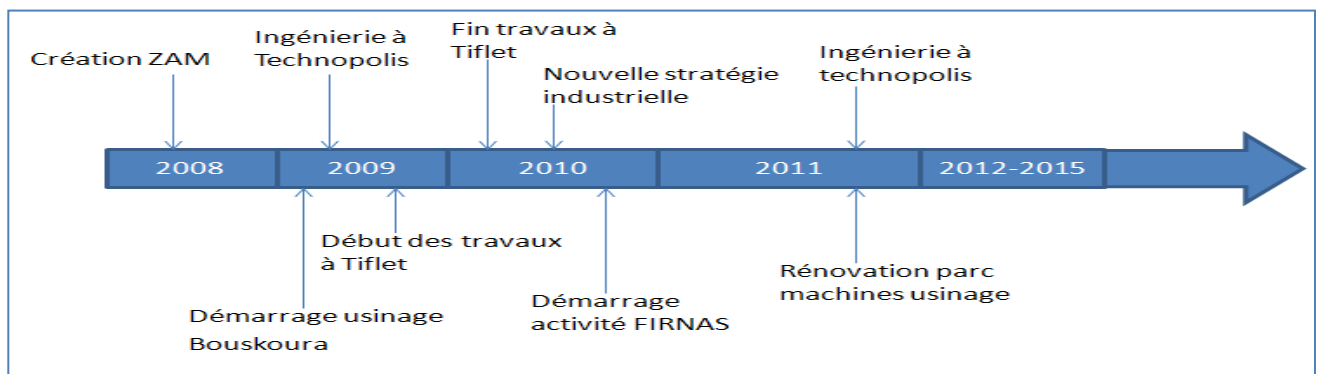 Création ZAM
Ingénierie à
Technopolis
Fin travaux à
Tiflet
Nouvelle stratégie
industrielle
Ingénierie à
technopolis
2008
2009
2010
2011
2012-2015
Démarrage usinage
Bouskoura
Début des travaux
à Tiflet
Démarrage
activité FIRNAS
Rénovation parc
machines usinage